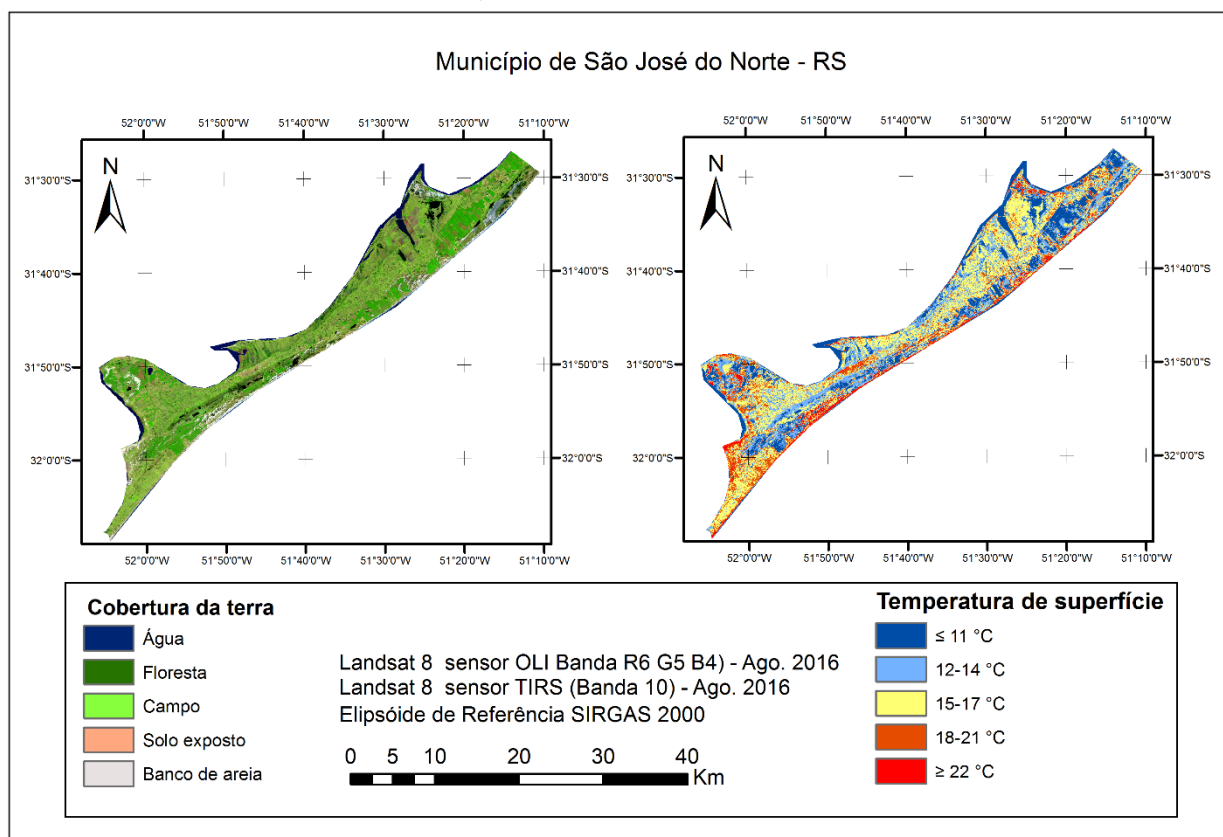 Município de São José do Norte - RS
52°0'0"W 51°50'0"W 51°40'0"W 51°30'0"W 51°20'0"W 51°10'0"W
N
31°30'0"S 31°30'0"S
31°40'0"S 31°40'0"S
31°50'0"S 31°50'0"S
32°0'0"S 32°0'0"S
52°0'0"W 51°50'0"W 51°40'0"W 51°30'0"W 51°20'0"W 51°10'0"W
52°0'0"W 51°50'0"W 51°40'0"W 51°30'0"W 51°20'0"W 51°10'0"W
N
31°30'0"S 31°30'0"S
31°40'0"S 31°40'0"S
31°50'0"S 31°50'0"S
32°0'0"S 32°0'0"S
52°0'0"W 51°50'0"W 51°40'0"W 51°30'0"W 51°20'0"W 51°10'0"W
Cobertura da terra
Água
Floresta
Campo
Solo exposto
Banco de areia
Landsat 8 sensor OLI Banda R6 G5 B4) - Ago. 2016
Landsat 8 sensor TIRS (Banda 10) - Ago. 2016
Elipsóide de Referência SIRGAS 2000
0 5 10 20 30 40
Km
Temperatura de superfície
≤ 11 °C
12-14 °C
15-17 °C
18-21 °C
≥ 22 °C